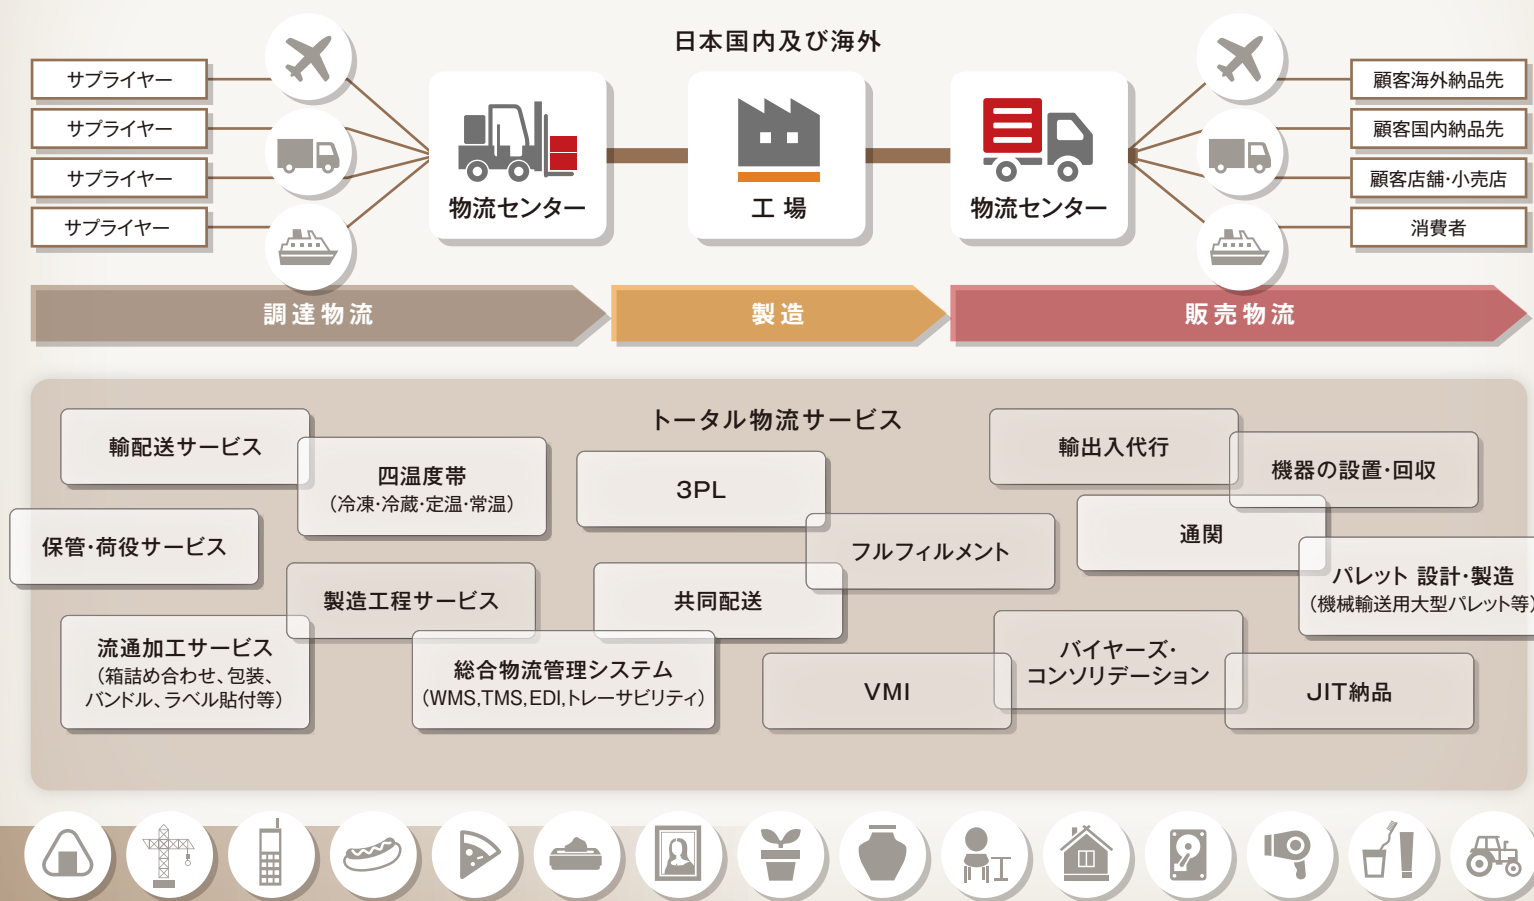 日本国内及び海外
サプライヤー
サプライヤー
サプライヤー
サプライヤー
物流センター
工 場
物流センター
顧客海外納品先
顧客国内納品先
顧客店舗・小売店
消費者
調達物流
製造
販売物流
トータル物流サービス
輸配送サービス
四温度帯
（冷凍・冷蔵・定温・常温）
3PL
輸出入代行
機器の設置・回収
保管・荷役サービス
フルフィルメント
通関
パレット 設計・製造
（機械輸送用大型パレット等）
製造工程サービス
共同配送
流通加工サービス
（箱詰め合わせ、包装、
バンドル、ラベル貼付等）
総合物流管理システム
（WMS,TMS,EDI,トレーサビリティ）
VMI
バイヤーズ・
コンソリデーション
JIT納品